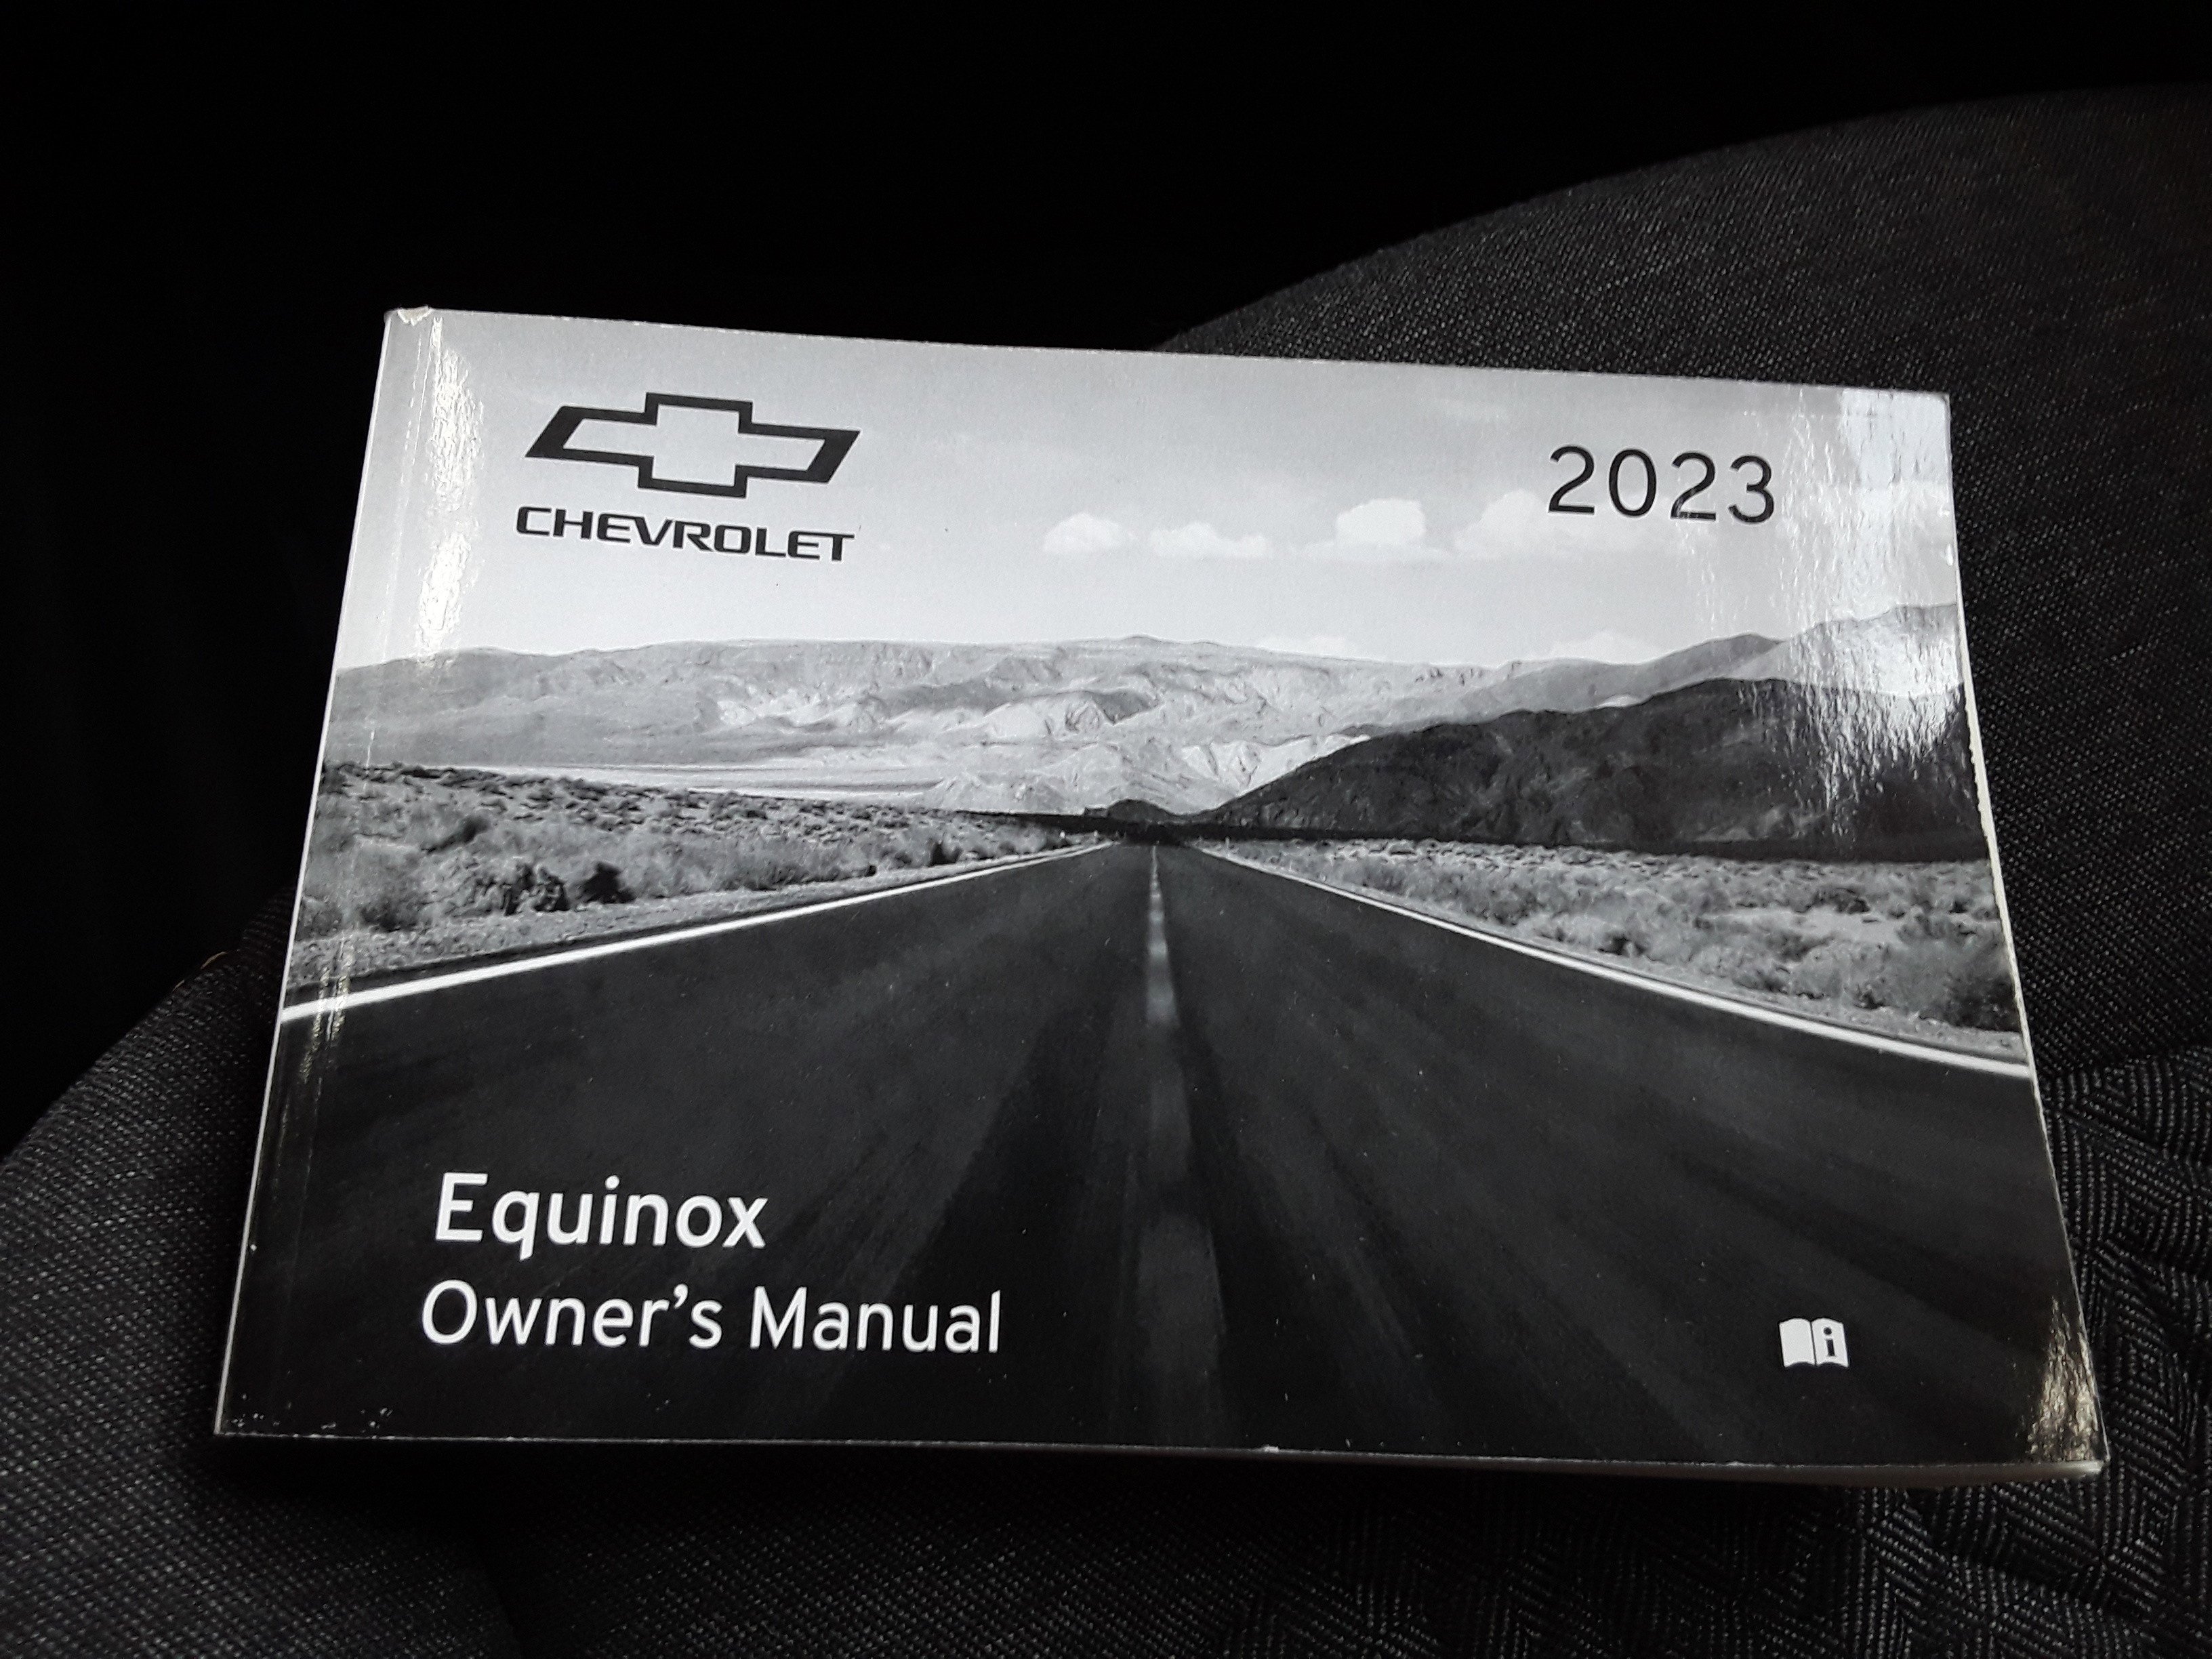 CHEVROLET
2023
Equinox
Owner's Manual
i